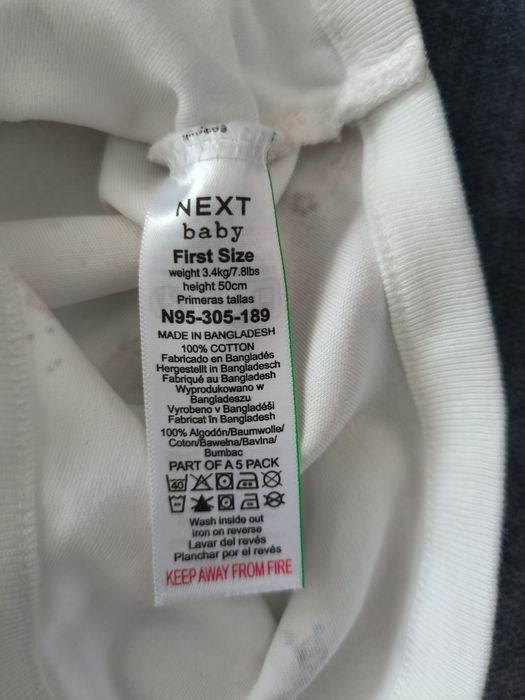 NEXT
baby
First Size
weight 3.4kg/7.8lbs
height 50cm
Primeras tallas
N95-305-189
MADE IN BANGLADESH
100% COTTON
Fabricado en Bangladés
Hergestellt in Bangladesch
Fabriqué au Bangladesh
Wyprodukowano w
Bangladeszu
Vyrobeno v Bangladéši
Fabricat în Bangladesh
100% Algodón/Baumwolle/
Coton/Bawełna/Bavlna/
Bumbac
PART OF A 5 PACK
40
Wash inside out
Iron on reverse
Lavar del revés
Planchar por el revés
KEEP AWAY FROM FIRE